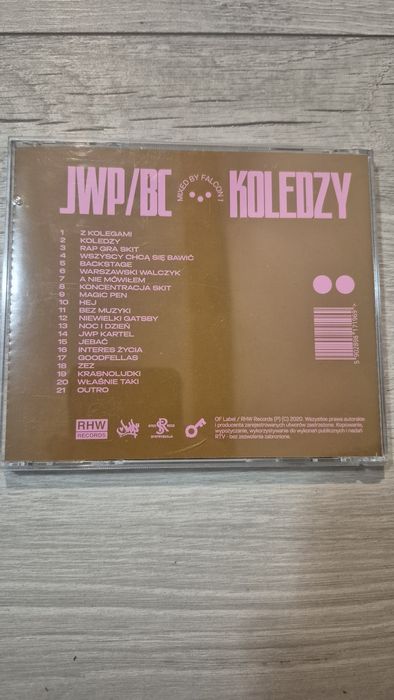 JWP/BC KOLEDZY
MIXED BY FALCON1
1 Z KOLEGAMI
2 KOLEDZY
3 RAP GRA SKIT
4 WSZYSCY CHCĄ SIĘ BAWIĆ
5 BACKSTAGE
6 WARSZAWSKI WALCZYK
7 A NIE MÓWIŁEM
8 KONCENTRACJA SKIT
9 MAGIC PEN
10 HEJ
11 BEZ MUZYKI
12 NIEWIELKI GATSBY
13 NOC I DZIEŃ
14 JWP KARTEL
15 JEBAĆ
16 INTERES ŻYCIA
17 GOODFELLAS
18 ZEZ
19 KRASNOLUDKI
20 WŁAŚNIE TAKI
21 OUTRO
RHW
RECORDS
OF Label / RHW Records (P) (C) 2020. Wszystkie prawa autorskie
i producenta zarejestrowanych utworów zastrzeżone. Kopiowanie,
wypożyczanie, wykorzystywanie do wykonań publicznych i nadań
RTV - bez zezwolenia zabronione.